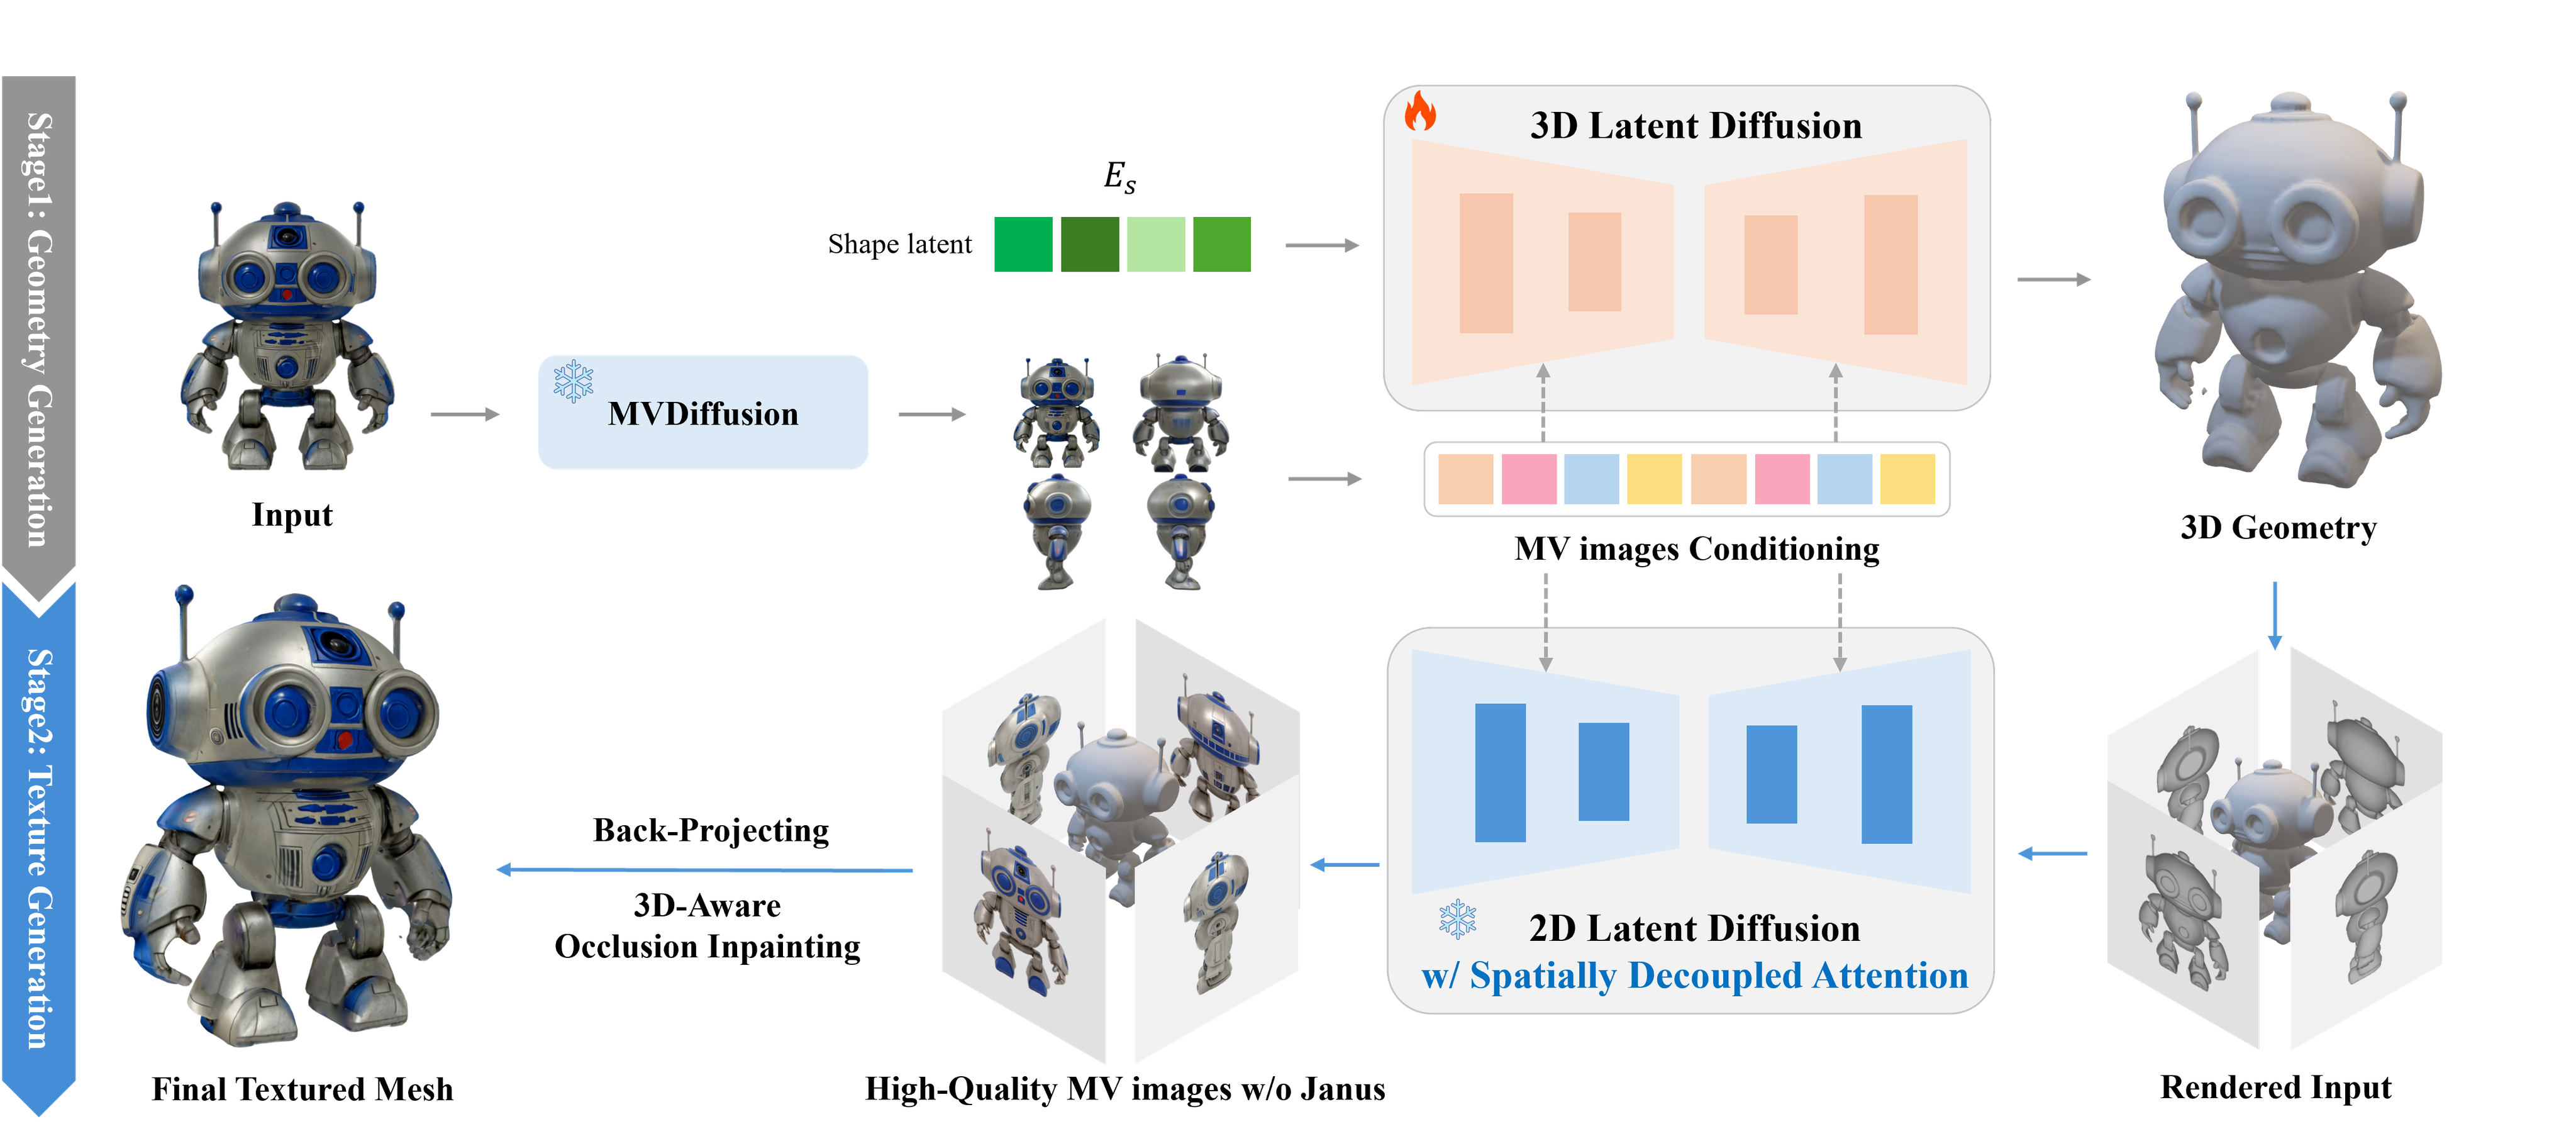 Stage1: Geometry Generation
Input
MVDiffusion
E_s
Shape latent
3D Latent Diffusion
MV images Conditioning
3D Geometry
Stage2: Texture Generation
Rendered Input
2D Latent Diffusion
w/ Spatially Decoupled Attention
High-Quality MV images w/o Janus
Back-Projecting
3D-Aware
Occlusion Inpainting
Final Textured Mesh